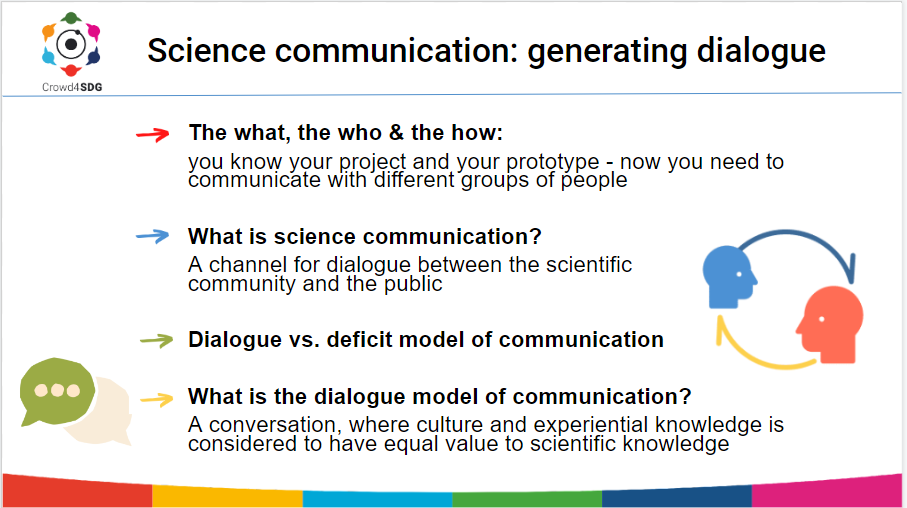 Crowd4SDG
Science communication: generating dialogue
The what, the who & the how:
you know your project and your prototype - now you need to
communicate with different groups of people
What is science communication?
A channel for dialogue between the scientific
community and the public
Dialogue vs. deficit model of communication
What is the dialogue model of communication?
A conversation, where culture and experiential knowledge is
considered to have equal value to scientific knowledge